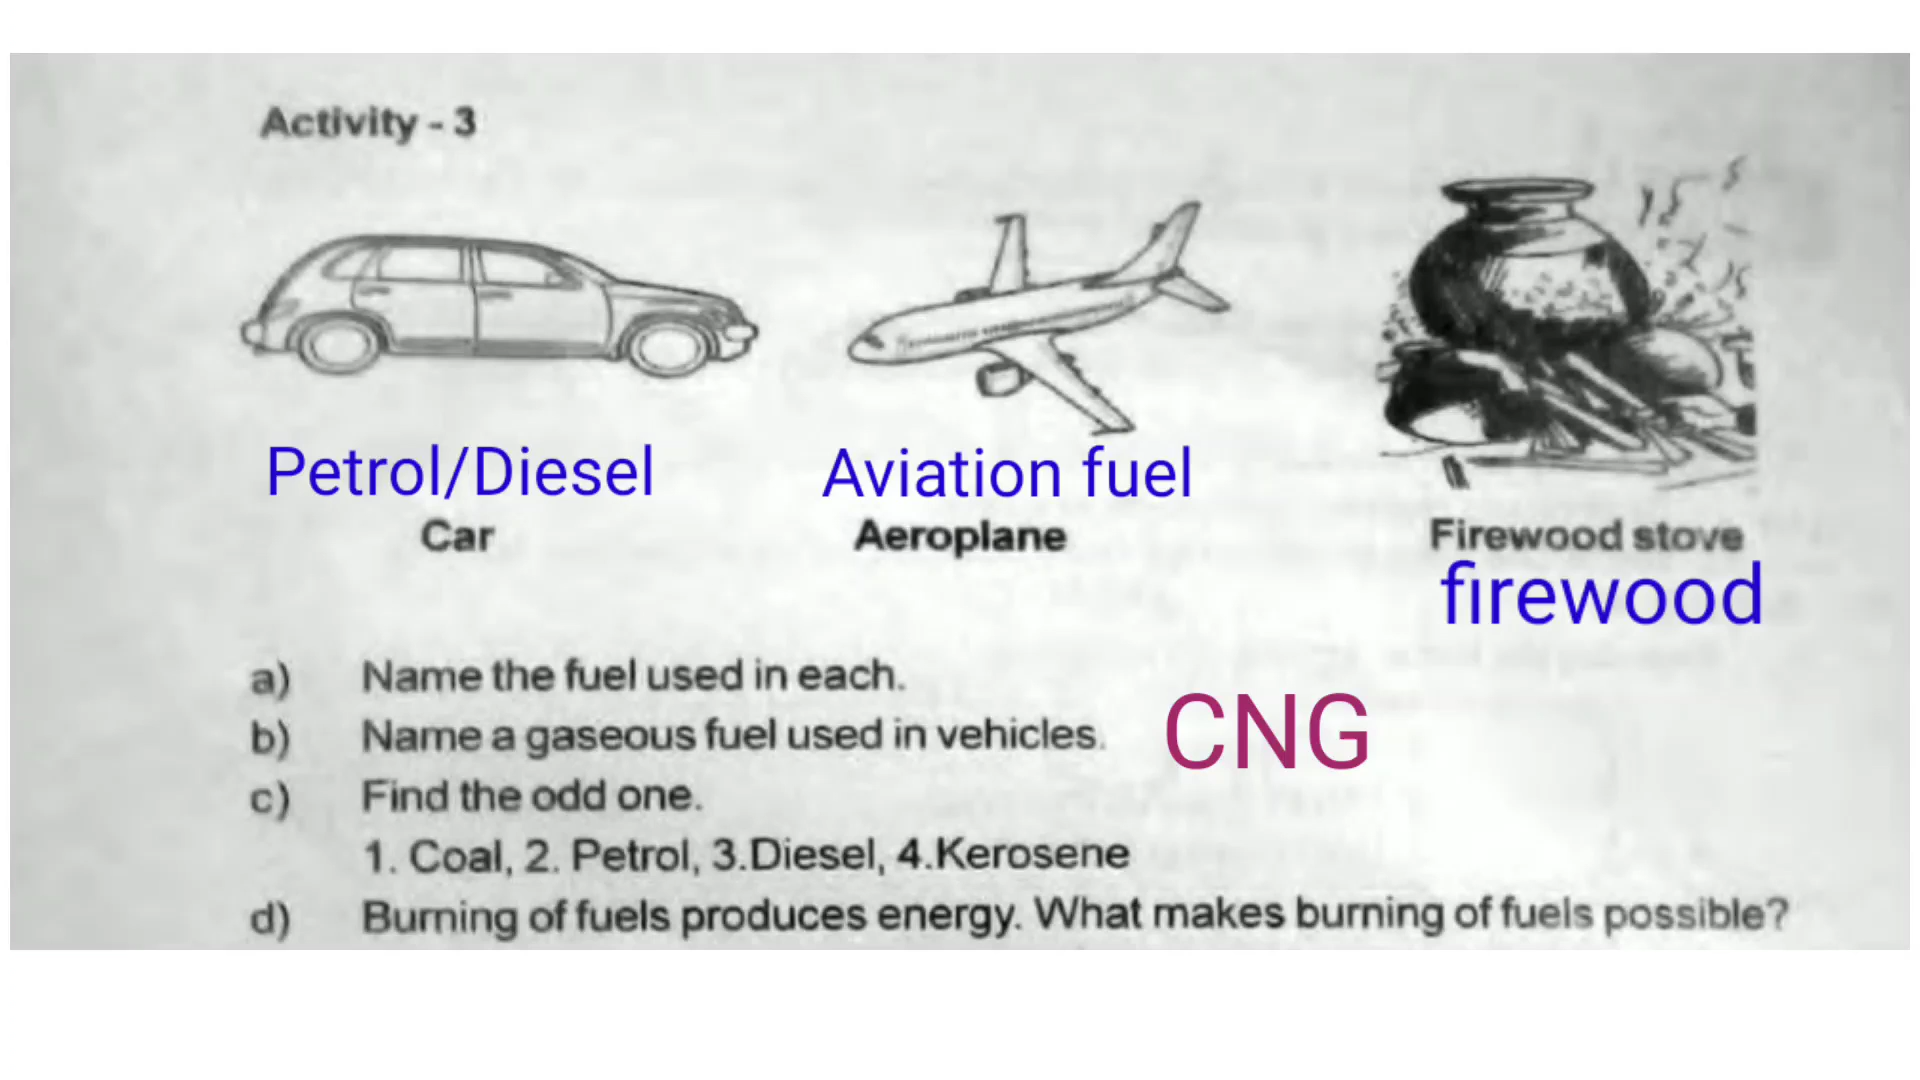 Activity - 3
Petrol/Diesel
Aviation fuel
Car
Aeroplane
Firewood stove
firewood
a) Name the fuel used in each.
b) Name a gaseous fuel used in vehicles.
CNG
c) Find the odd one.
1. Coal, 2. Petrol, 3.Diesel, 4.Kerosene
d) Burning of fuels produces energy. What makes burning of fuels possible?